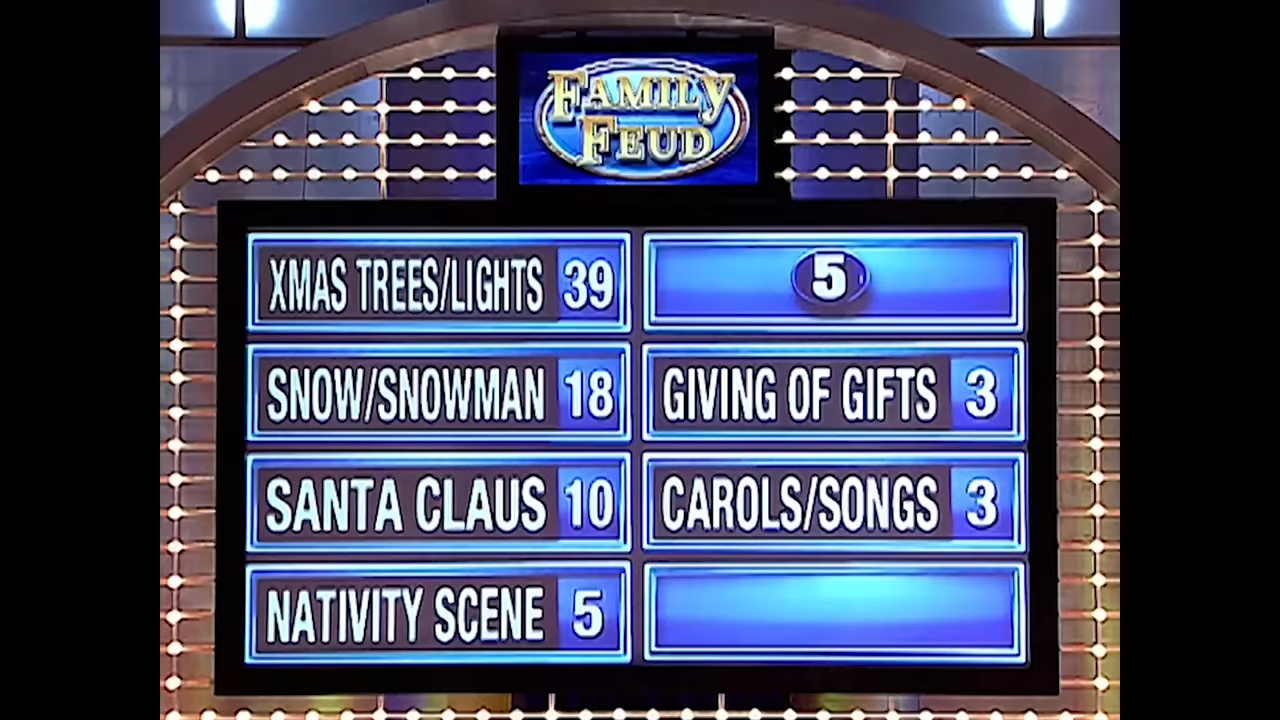 FAMILY
FEUD
XMAS TREES/LIGHTS 39
5
SNOW/SNOWMAN 18
GIVING OF GIFTS 3
SANTA CLAUS 10
CAROLS/SONGS 3
NATIVITY SCENE 5